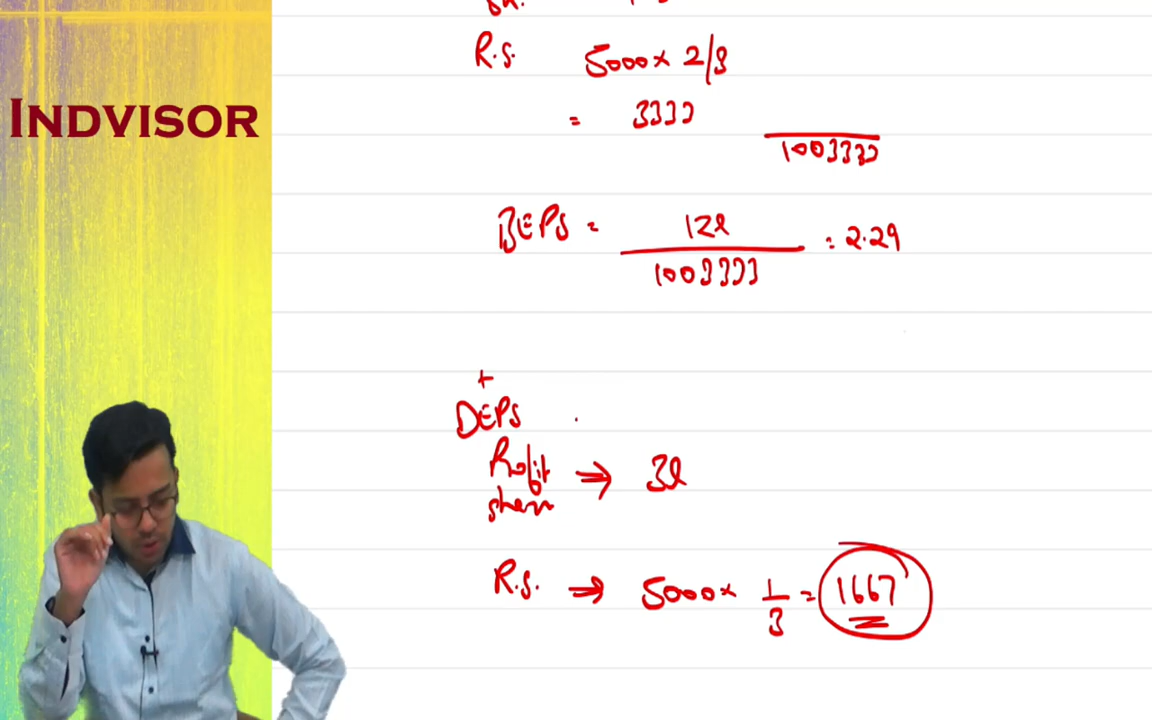 INDVISOR
R.S. 5000 × 2/3
= 3333
1003333
BEPS = 12l / 1003333 = 2.29
+
DEPS
Profit ⇒ 3l
share
R.S. ⇒ 5000 × 1/3 = 1667